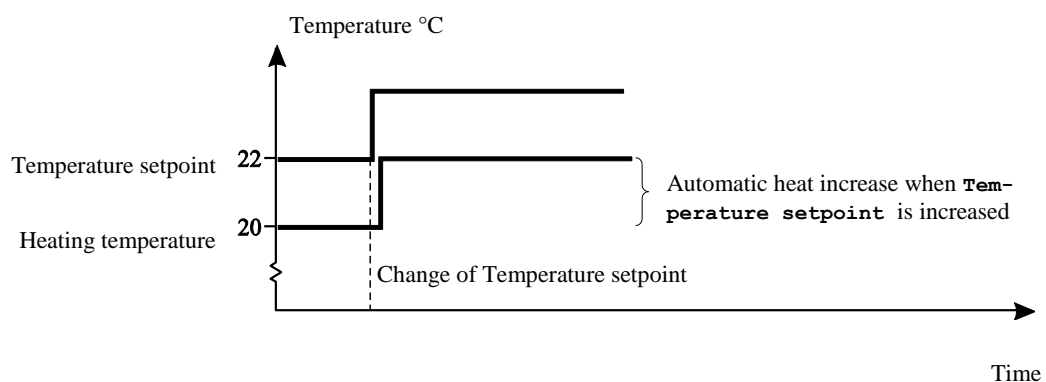 Temperature °C
Temperature setpoint
22
Automatic heat increase when Tem-
perature setpoint is increased
20
Heating temperature
Change of Temperature setpoint
Time